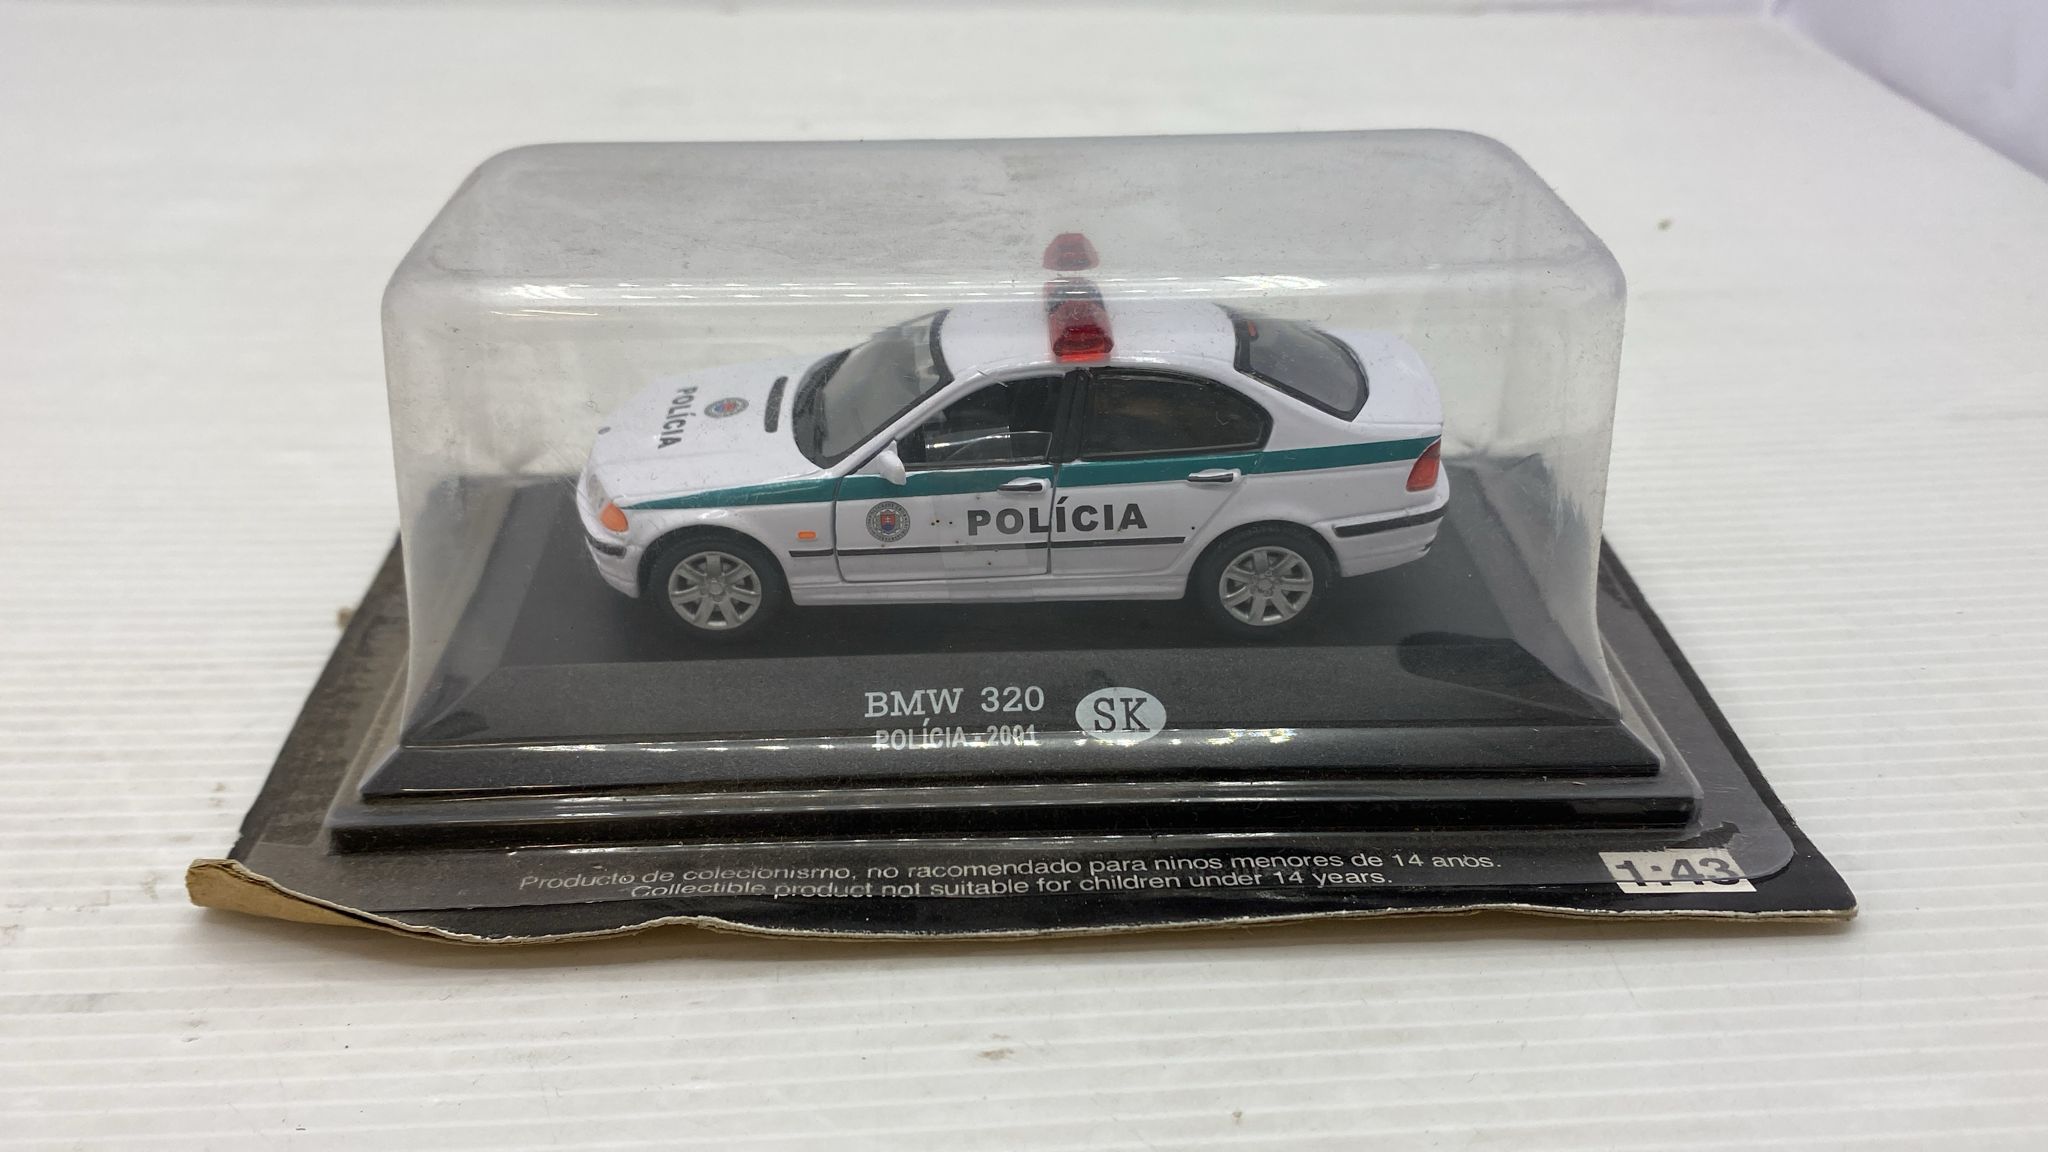 POLÍCIA
POLÍCIA
BMW 320
SK
POLÍCIA - 2001
Producto de colecionismo, no racomendado para ninos menores de 14 anos.
Collectible product not suitable for children under 14 years.
1:43